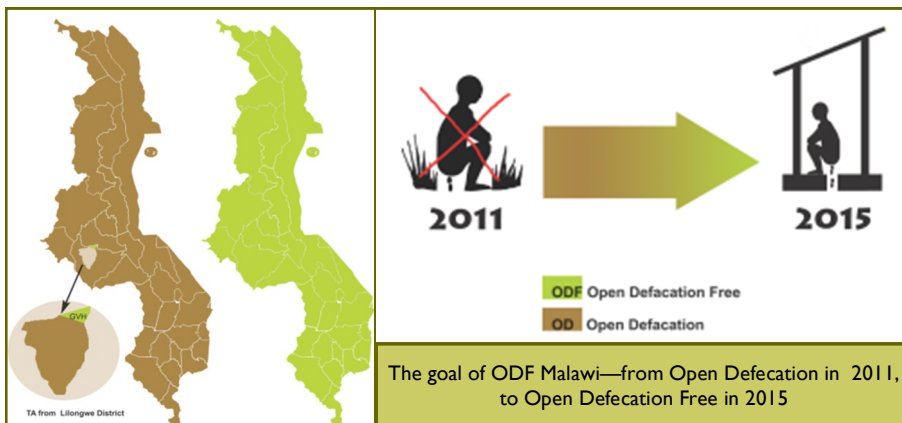 GVH
TA from Lilongwe District
2011
2015
ODF Open Defacation Free
OD Open Defacation
The goal of ODF Malawi—from Open Defecation in 2011,
to Open Defecation Free in 2015